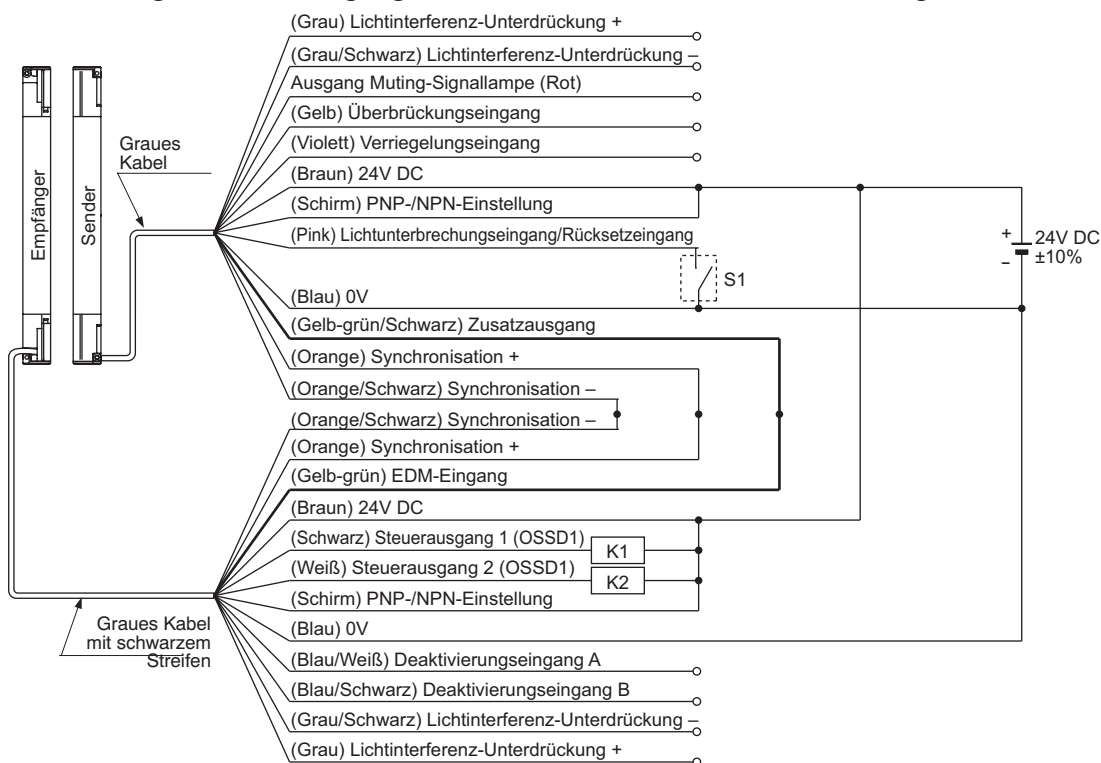 (Grau) Lichtinterferenz-Unterdrückung +
(Grau/Schwarz) Lichtinterferenz-Unterdrückung –
Ausgang Muting-Signallampe (Rot)
(Gelb) Überbrückungseingang
(Violett) Verriegelungseingang
(Braun) 24V DC
(Schirm) PNP-/NPN-Einstellung
(Pink) Lichtunterbrechungseingang/Rücksetzeingang
Graues
Kabel
Empfänger
Sender
+
–
24V DC
±10%
S1
(Blau) 0V
(Gelb-grün/Schwarz) Zusatzausgang
(Orange) Synchronisation +
(Orange/Schwarz) Synchronisation –
(Orange/Schwarz) Synchronisation –
(Orange) Synchronisation +
(Gelb-grün) EDM-Eingang
(Braun) 24V DC
(Schwarz) Steuerausgang 1 (OSSD1)
K1
(Weiß) Steuerausgang 2 (OSSD1)
K2
(Schirm) PNP-/NPN-Einstellung
(Blau) 0V
Graues Kabel
mit schwarzem
Streifen
(Blau/Weiß) Deaktivierungseingang A
(Blau/Schwarz) Deaktivierungseingang B
(Grau/Schwarz) Lichtinterferenz-Unterdrückung –
(Grau) Lichtinterferenz-Unterdrückung +